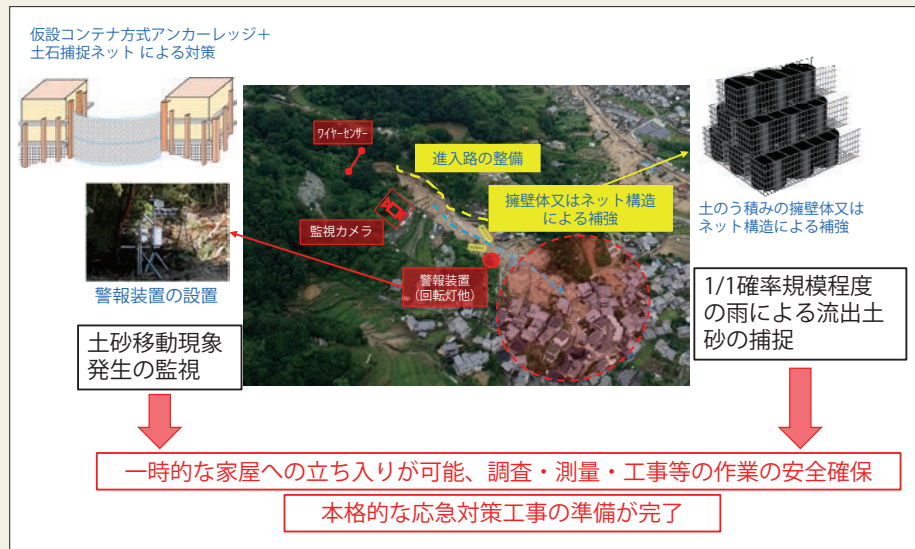 仮設コンテナ方式アンカーレッジ+
土石捕捉ネット による対策
ワイヤーセンサー
進入路の整備
擁壁体又はネット構造
による補強
監視カメラ
警報装置
(回転灯他)
土のう積みの擁壁体又は
ネット構造による補強
警報装置の設置
土砂移動現象
発生の監視
1/1確率規模程度
の雨による流出土
砂の捕捉
一時的な家屋への立ち入りが可能、調査・測量・工事等の作業の安全確保
本格的な応急対策工事の準備が完了